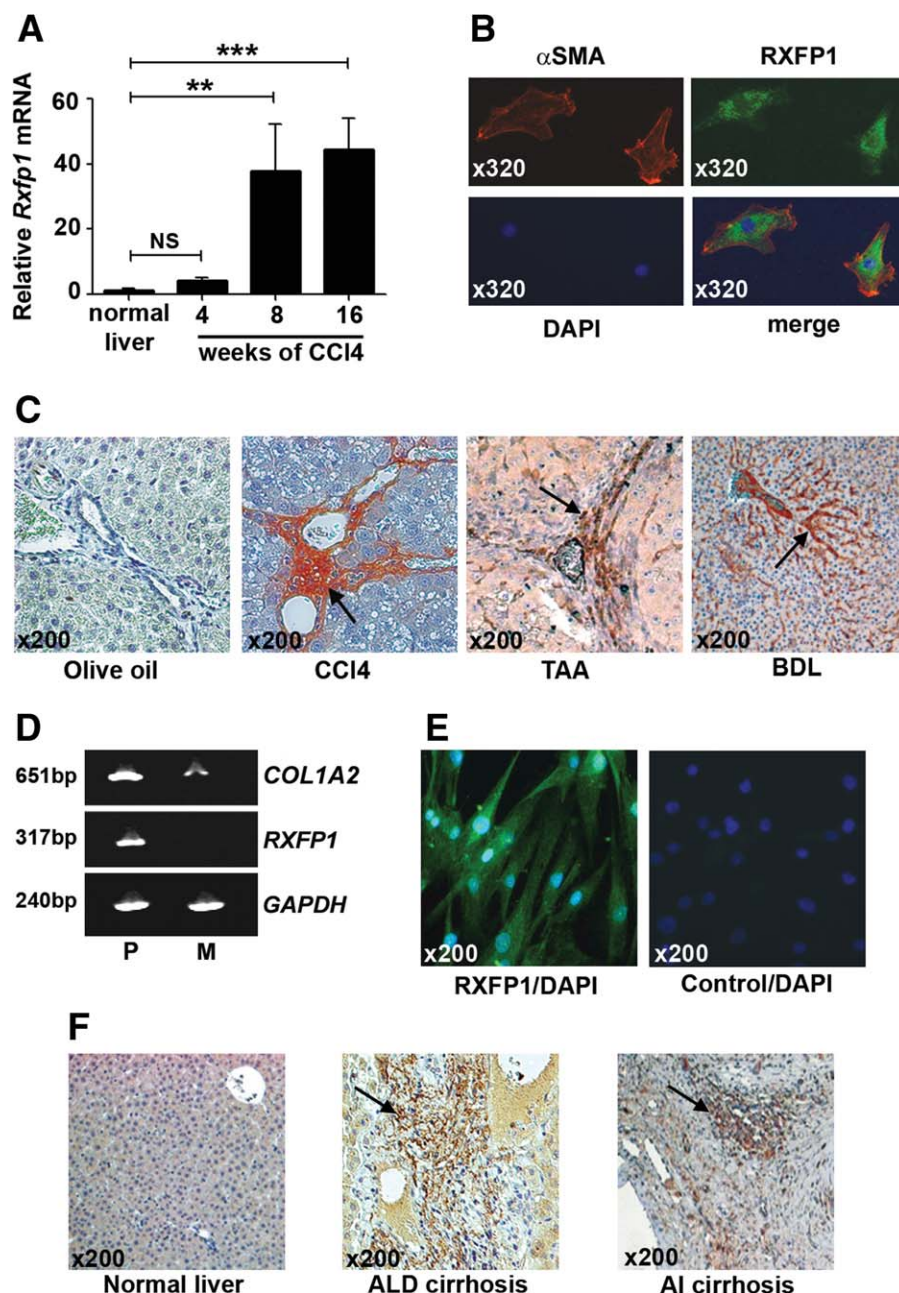 A
Relative Rxfp1 mRNA
60
40
20
0
***
**
NS
normal liver
4 8 16
weeks of CCl4
B
αSMA RXFP1
x320 x320
x320 x320
DAPI merge
C
x200 x200 x200 x200
Olive oil CCl4 TAA BDL
D
651bp COL1A2
317bp RXFP1
240bp GAPDH
P M
E
x200 x200
RXFP1/DAPI Control/DAPI
F
x200 x200 x200
Normal liver ALD cirrhosis AI cirrhosis